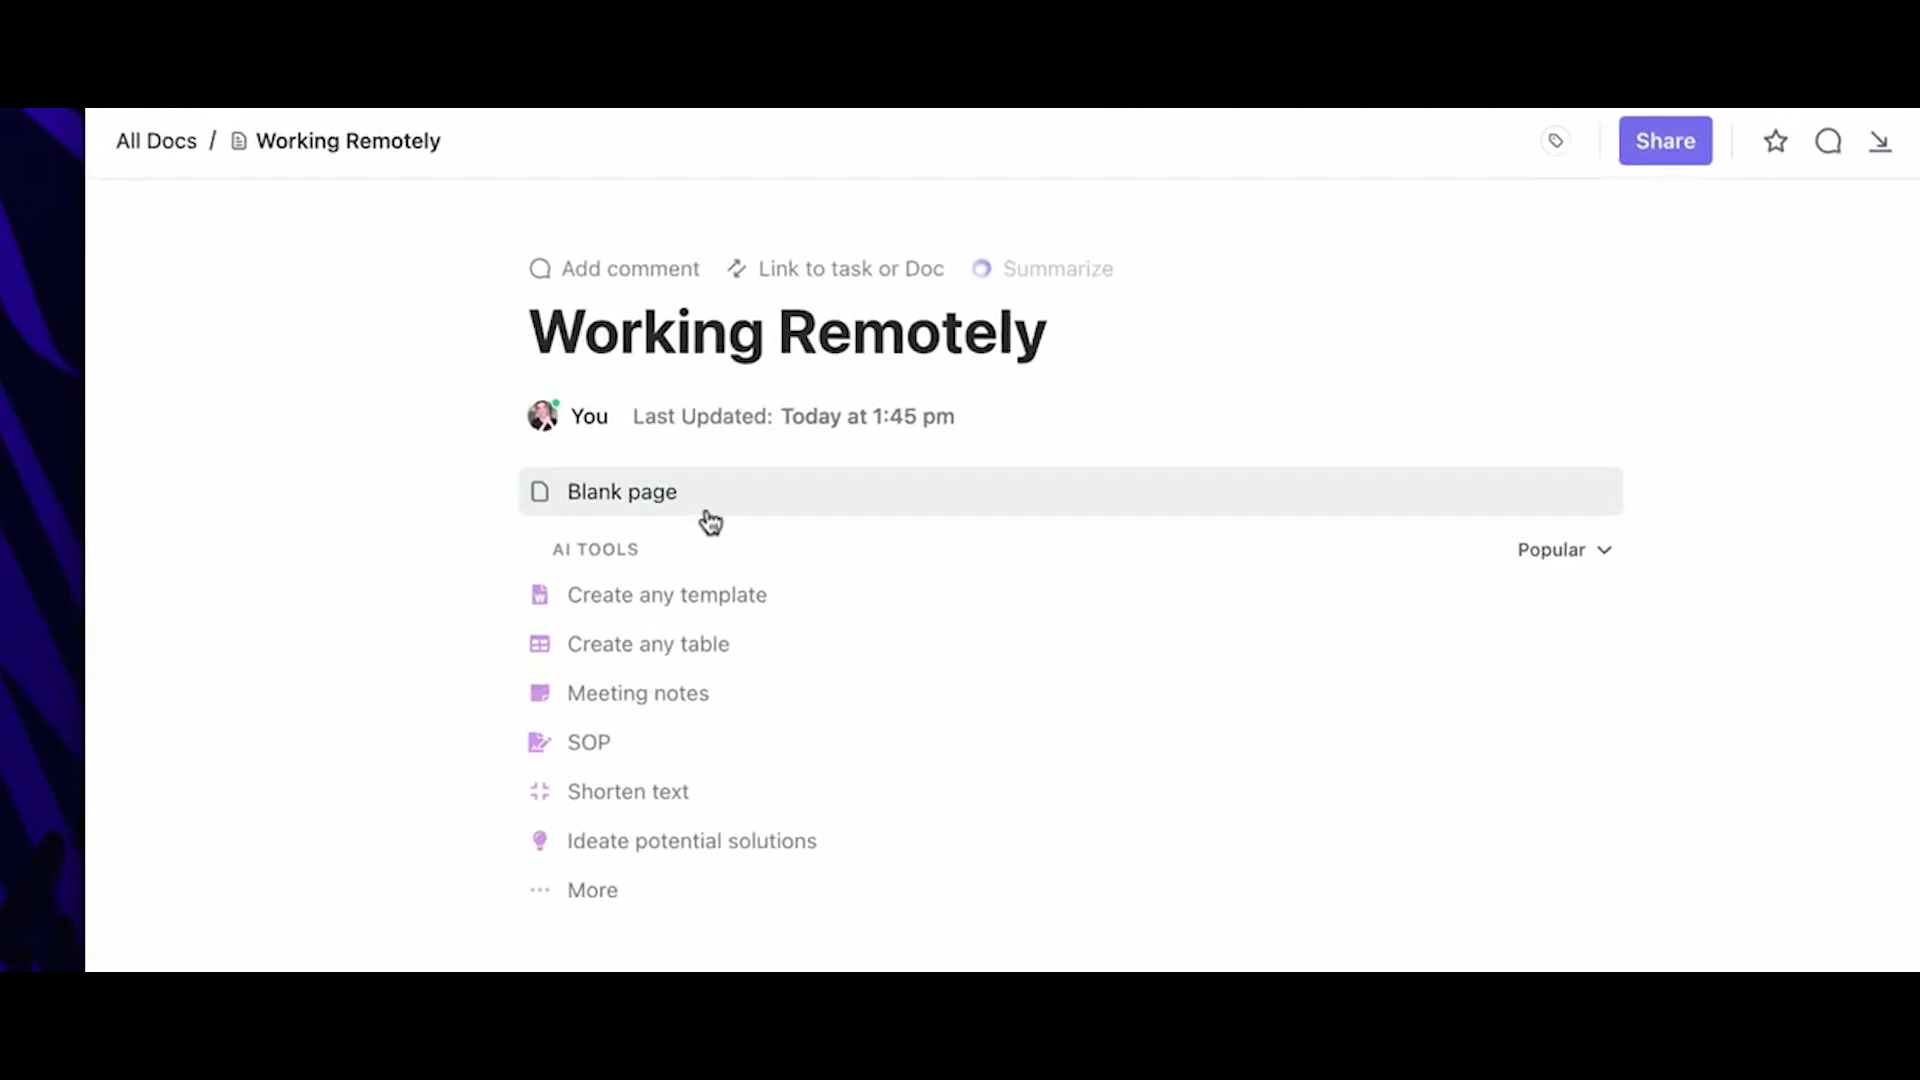 All Docs / Working Remotely
Share
Add comment Link to task or Doc Summarize
Working Remotely
You Last Updated: Today at 1:45 pm
Blank page
AI TOOLS
Popular
Create any template
Create any table
Meeting notes
SOP
Shorten text
Ideate potential solutions
More